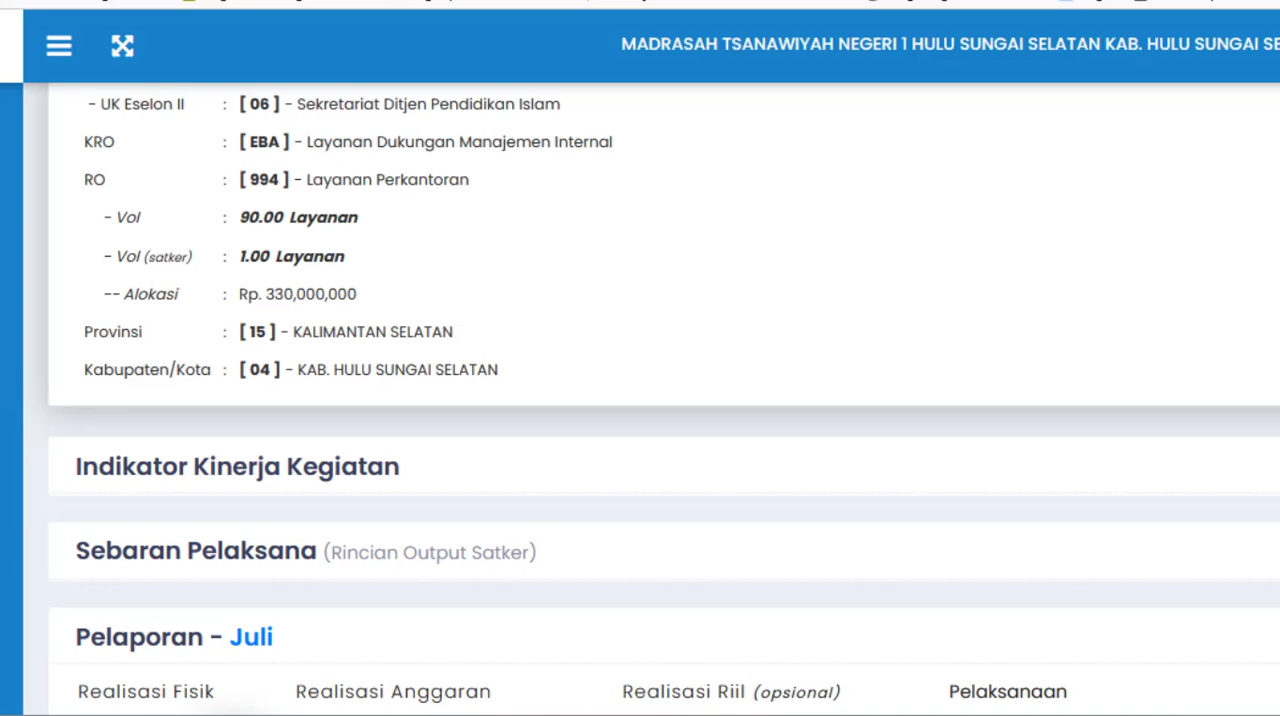 MADRASAH TSANAWIYAH NEGERI 1 HULU SUNGAI SELATAN KAB. HULU SUNGAI SE
- UK Eselon II : [ 06 ] - Sekretariat Ditjen Pendidikan Islam
KRO : [ EBA ] - Layanan Dukungan Manajemen Internal
RO : [ 994 ] - Layanan Perkantoran
- Vol : 90.00 Layanan
- Vol (satker) : 1.00 Layanan
-- Alokasi : Rp. 330,000,000
Provinsi : [ 15 ] - KALIMANTAN SELATAN
Kabupaten/Kota : [ 04 ] - KAB. HULU SUNGAI SELATAN
Indikator Kinerja Kegiatan
Sebaran Pelaksana (Rincian Output Satker)
Pelaporan - Juli
Realisasi Fisik Realisasi Anggaran Realisasi Riil (opsional) Pelaksanaan